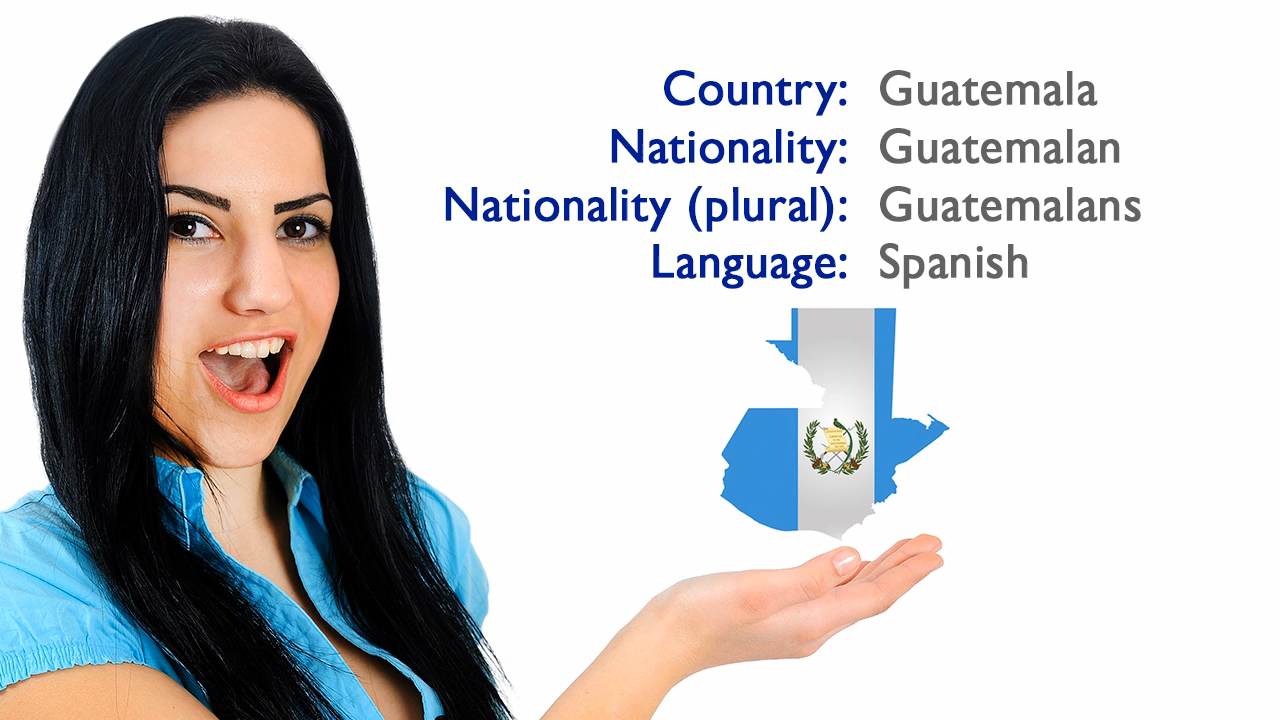 Country: Guatemala
Nationality: Guatemalan
Nationality (plural): Guatemalans
Language: Spanish